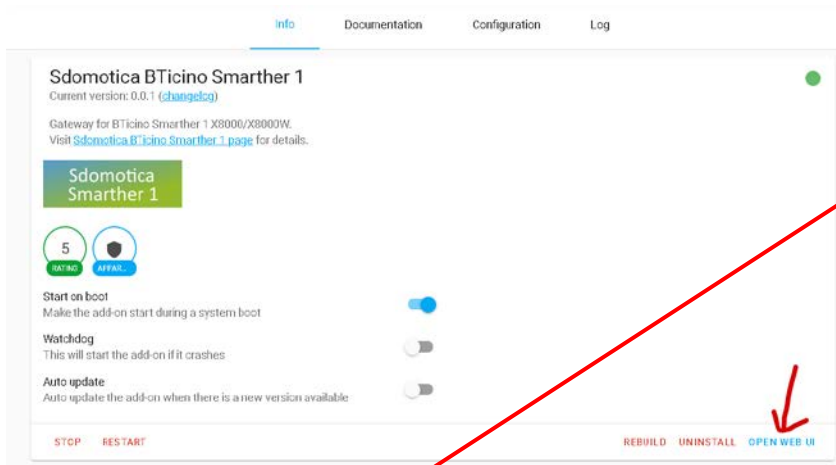 Info Documentation Configuration Log
Sdomotica BTicino Smarther 1
Current version: 0.0.1 (changelog)
Gateway for BTicino Smarther 1 X8000/X8000W.
Visit Sdomotica BTicino Smarther 1 page for details.
Sdomotica
Smarther 1
5
RATING APPAR...
Start on boot
Make the add-on start during a system boot
Watchdog
This will start the add-on if it crashes
Auto update
Auto update the add-on when there is a new version available
STOP RESTART REBUILD UNINSTALL OPEN WEB UI